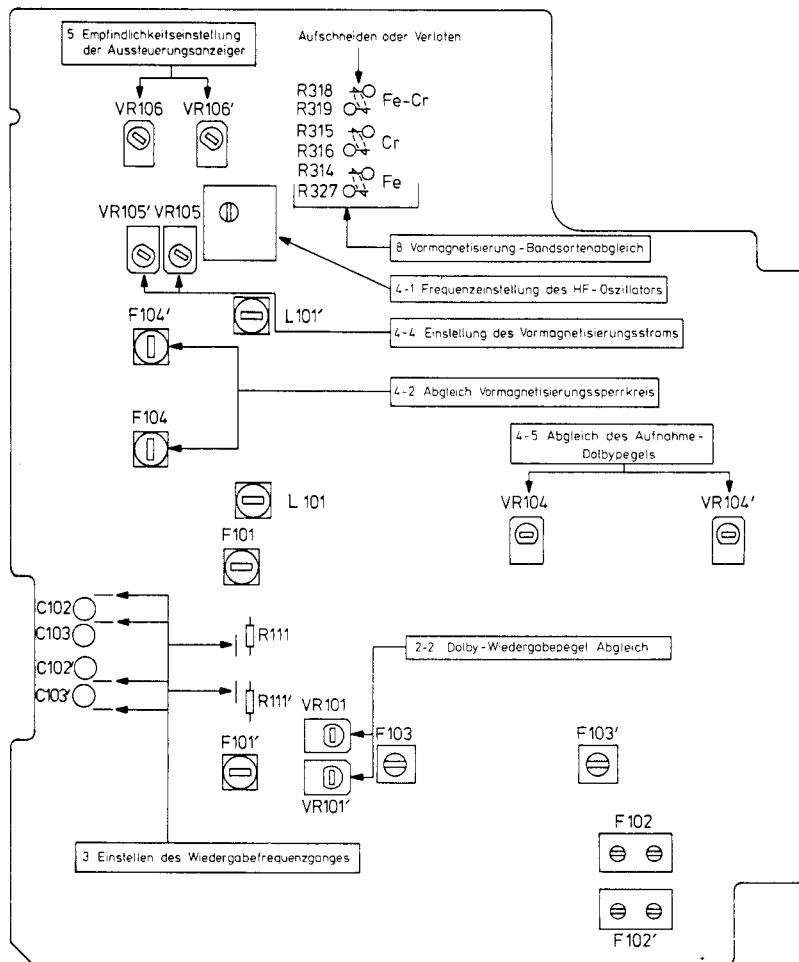 5 Empfindlichkeitseinstellung
der Aussteuerungsanzeiger
VR106 VR106′
Aufschneiden oder Verloten
R318
R319
Fe-Cr
R315
R316
Cr
R314
R327
Fe
8 Vormagnetisierung-Bandsortenabgleich
VR105′ VR105
4-1 Frequenzeinstellung des HF-Oszillators
L101′
4-4 Einstellung des Vormagnetisierungsstroms
F104′
4-2 Abgleich Vormagnetisierungssperrkreis
F104
4-5 Abgleich des Aufnahme-
Dolbypegels
VR104
VR104′
L 101
F101
C102
C103
C102′
C103′
R111
R111′
2-2 Dolby-Wiedergabepegel Abgleich
VR101
F103
F103′
F101′
VR101′
F102
3 Einstellen des Wiedergabefrequenzganges
F102′